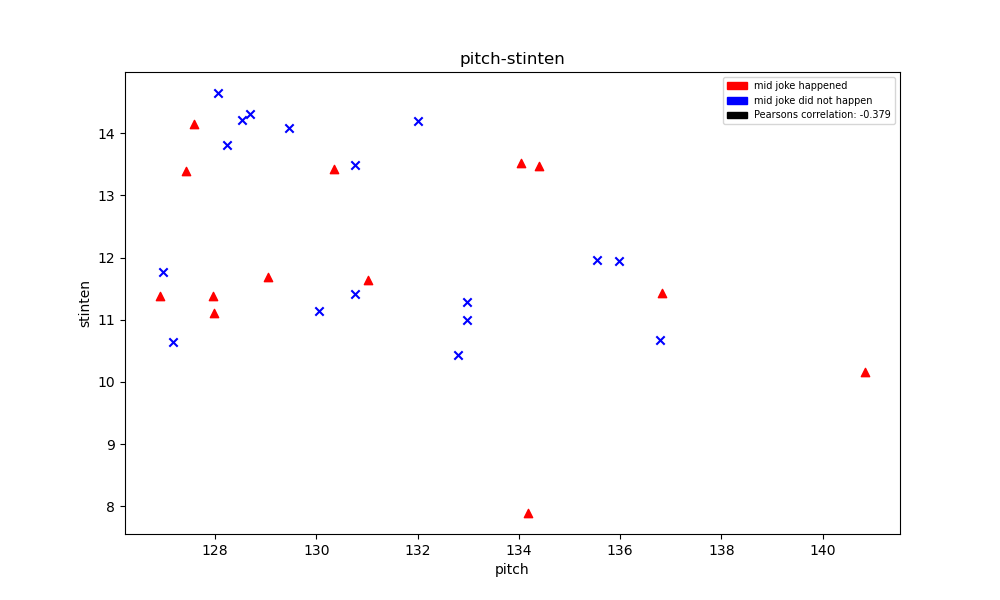 pitch-stinten
mid joke happened
mid joke did not happen
Pearsons correlation: -0.379
14
13
12
11
10
9
8
stinten
128 130 132 134 136 138 140
pitch